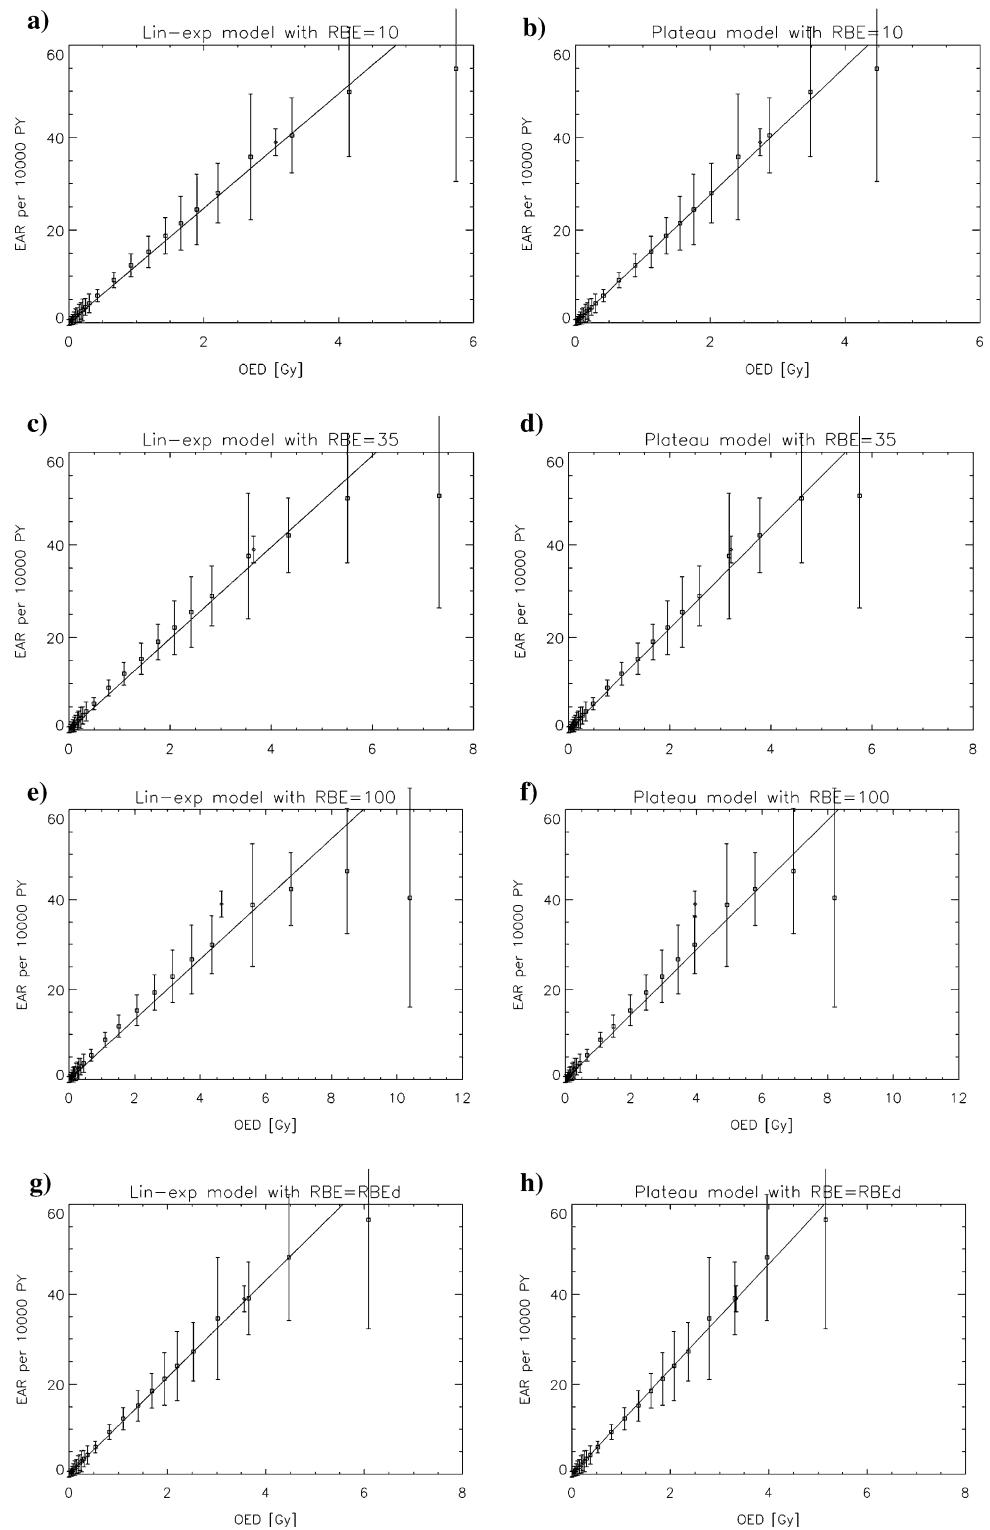 a) Lin-exp model with RBE=10
60
40
20
0
EAR per 10000 PY
0 2 4 6
OED [Gy]
b) Plateau model with RBE=10
60
40
20
0
EAR per 10000 PY
0 2 4 6
OED [Gy]
c) Lin-exp model with RBE=35
60
40
20
0
EAR per 10000 PY
0 2 4 6 8
d) Plateau model with RBE=35
60
40
20
0
EAR per 10000 PY
0 2 4 6 8
e) Lin-exp model with RBE=100
60
40
20
0
EAR per 10000 PY
0 2 4 6 8 10 12
OED [Gy]
f) Plateau model with RBE=100
60
40
20
0
EAR per 10000 PY
0 2 4 6 8 10 12
OED [Gy]
g) Lin-exp model with RBE=RBEd
60
40
20
0
EAR per 10000 PY
0 2 4 6 8
OED [Gy]
h) Plateau model with RBE=RBEd
60
40
20
0
EAR per 10000 PY
0 2 4 6 8
OED [Gy]